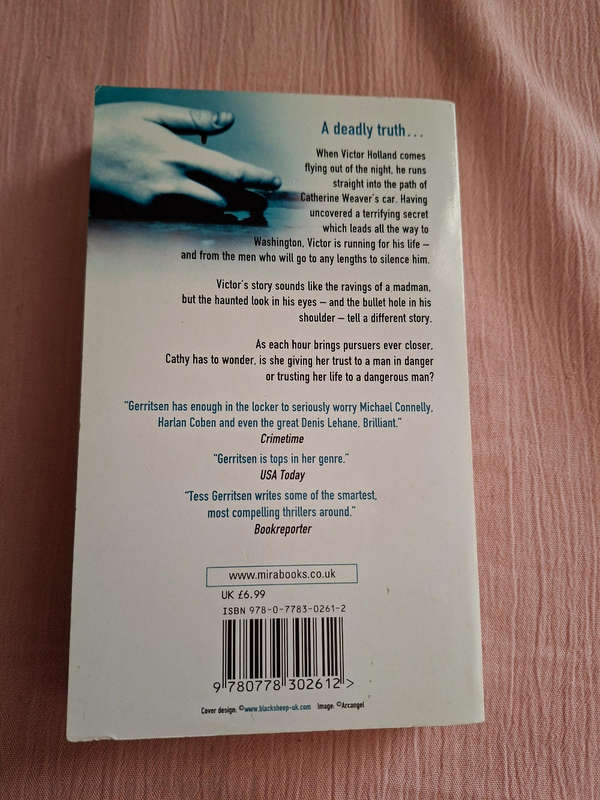 A deadly truth...
When Victor Holland comes
flying out of the night, he runs
straight into the path of
Catherine Weaver's car. Having
uncovered a terrifying secret
which leads all the way to
Washington, Victor is running for his life –
and from the men who will go to any lengths to silence him.
Victor's story sounds like the ravings of a madman,
but the haunted look in his eyes – and the bullet hole in his
shoulder – tell a different story.
As each hour brings pursuers ever closer,
Cathy has to wonder, is she giving her trust to a man in danger
or trusting her life to a dangerous man?
"Gerritsen has enough in the locker to seriously worry Michael Connelly,
Harlan Coben and even the great Denis Lehane. Brilliant."
Crimetime
"Gerritsen is tops in her genre."
USA Today
"Tess Gerritsen writes some of the smartest,
most compelling thrillers around."
Bookreporter
www.mirabooks.co.uk
UK £6.99
ISBN 978-0-7783-0261-2
9 780778 302612 >
Cover design: ©www.blacksheep-uk.com Image: ©Arcangel